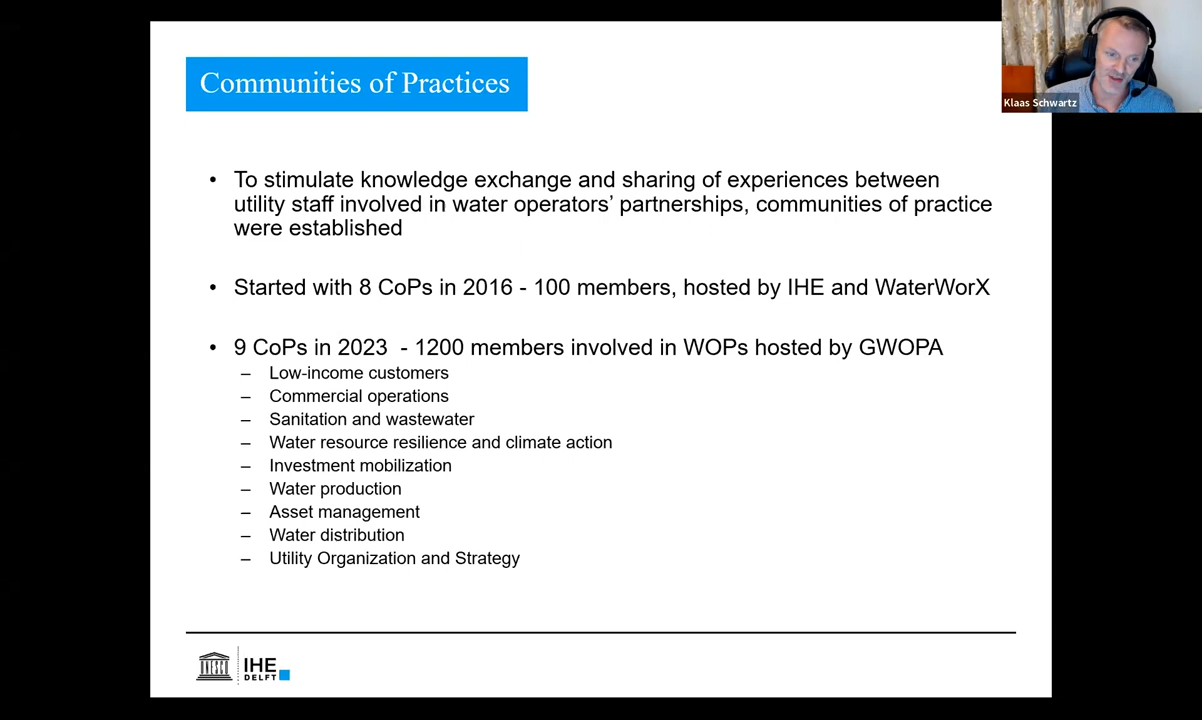 Communities of Practices
Klaas Schwartz
• To stimulate knowledge exchange and sharing of experiences between
utility staff involved in water operators’ partnerships, communities of practice
were established
• Started with 8 CoPs in 2016 - 100 members, hosted by IHE and WaterWorX
• 9 CoPs in 2023 - 1200 members involved in WOPs hosted by GWOPA
– Low-income customers
– Commercial operations
– Sanitation and wastewater
– Water resource resilience and climate action
– Investment mobilization
– Water production
– Asset management
– Water distribution
– Utility Organization and Strategy
UNESCO
IHE
DELFT